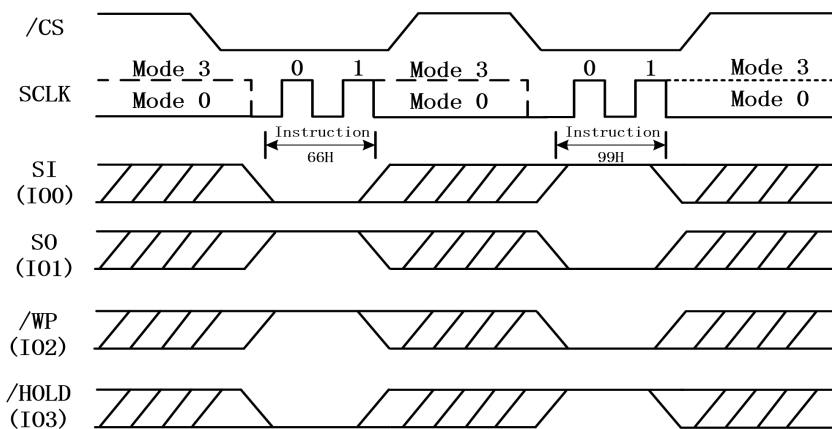 /CS
Mode 3 0 1 Mode 3 0 1 Mode 3
SCLK
Mode 0 Mode 0 Mode 0
Instruction Instruction
66H 99H
SI
(IO0)
SO
(IO1)
/WP
(IO2)
/HOLD
(IO3)